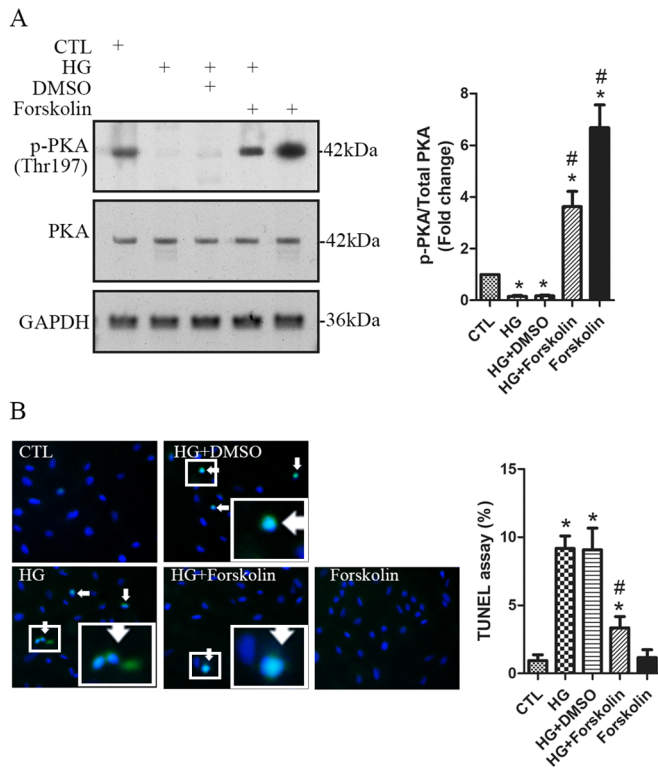 A
CTL +
HG + + +
DMSO +
Forskolin + +
p-PKA
(Thr197)
-42kDa
PKA
-42kDa
GAPDH
-36kDa
p-PKA/Total PKA
(Fold change)
8
6
4
2
0
*
*
#
*
#
*
CTL
HG
HG+DMSO
HG+Forskolin
Forskolin
B
CTL
HG+DMSO
HG
HG+Forskolin
Forskolin
TUNEL assay (%)
15
10
5
0
*
*
#
*
CTL
HG
HG+DMSO
HG+Forskolin
Forskolin